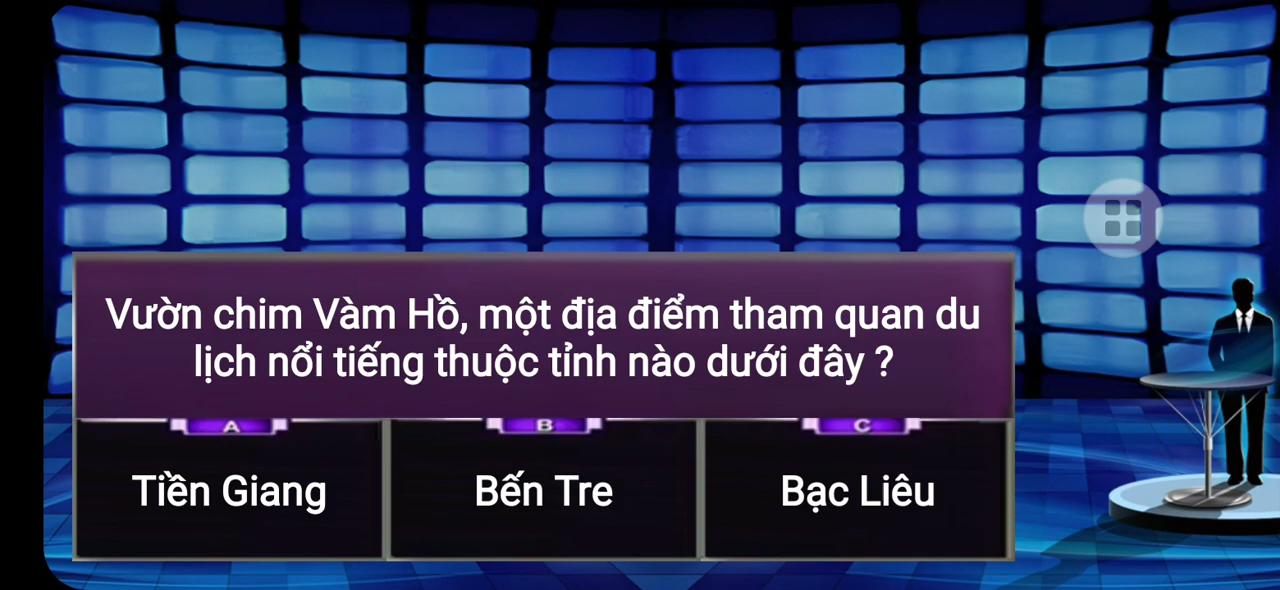 Vườn chim Vàm Hồ, một địa điểm tham quan du
lịch nổi tiếng thuộc tỉnh nào dưới đây ?
A
B
C
Tiền Giang
Bến Tre
Bạc Liêu